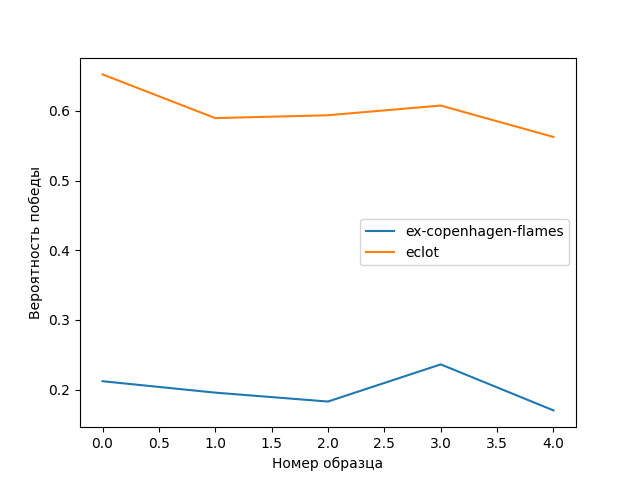 0.6
0.5
0.4
0.3
0.2
Вероятность победы
ex-copenhagen-flames
eclot
0.0 0.5 1.0 1.5 2.0 2.5 3.0 3.5 4.0
Номер образца